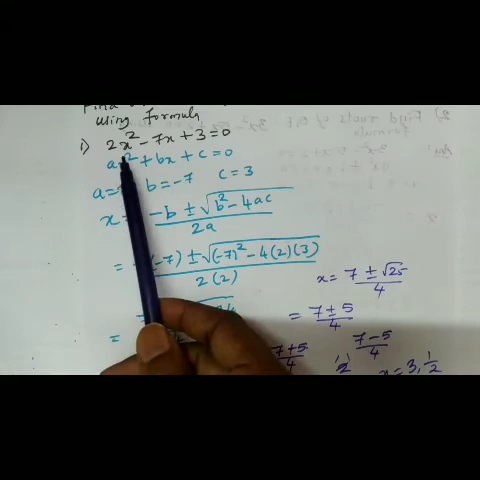 Find
using formula
i) 2x² - 7x + 3 = 0
ax² + bx + c = 0
a = b = -7 c = 3
x = -b ± √b² - 4ac / 2a
= (-7) ± √(-7)² - 4(2)(3) / 2(2)
=
x = 7 ± √25 / 4
= 7 ± 5 / 4
7+5 / 4
7-5 / 4
x = 3, 1/2